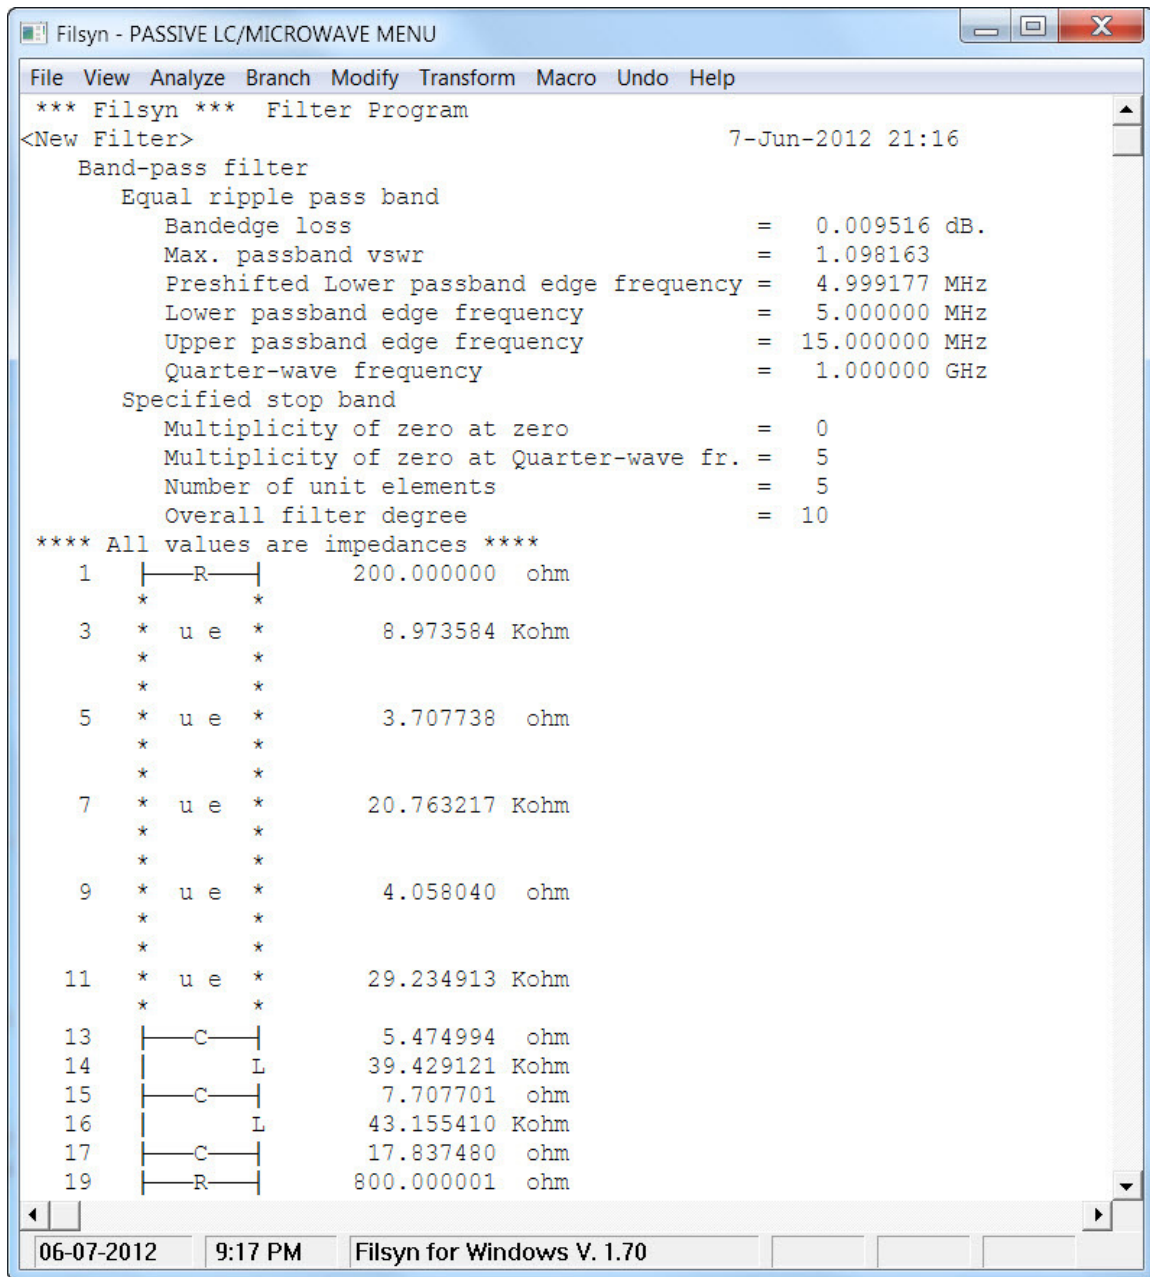 Filsyn - PASSIVE LC/MICROWAVE MENU
File View Analyze Branch Modify Transform Macro Undo Help
*** Filsyn *** Filter Program
<New Filter> 7-Jun-2012 21:16
Band-pass filter
Equal ripple pass band
Bandedge loss = 0.009516 dB.
Max. passband vswr = 1.098163
Preshifted Lower passband edge frequency = 4.999177 MHz
Lower passband edge frequency = 5.000000 MHz
Upper passband edge frequency = 15.000000 MHz
Quarter-wave frequency = 1.000000 GHz
Specified stop band
Multiplicity of zero at zero = 0
Multiplicity of zero at Quarter-wave fr. = 5
Number of unit elements = 5
Overall filter degree = 10
**** All values are impedances ****
1 ├──R──┤ 200.000000 ohm
* *
3 * u e * 8.973584 Kohm
* *
* *
5 * u e * 3.707738 ohm
* *
* *
7 * u e * 20.763217 Kohm
* *
* *
9 * u e * 4.058040 ohm
* *
* *
11 * u e * 29.234913 Kohm
* *
13 ├──C──┤ 5.474994 ohm
14 │ L 39.429121 Kohm
15 ├──C──┤ 7.707701 ohm
16 │ L 43.155410 Kohm
17 ├──C──┤ 17.837480 ohm
19 ├──R──┤ 800.000001 ohm
06-07-2012 9:17 PM Filsyn for Windows V. 1.70